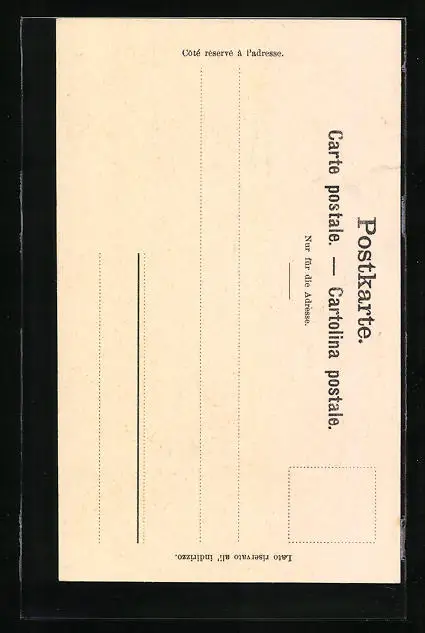 Postkarte.
Carte postale. — Cartolina postale.
Nur für die Adresse.
Côté réservé à l'adresse.
Lato riservato all' indirizzo.